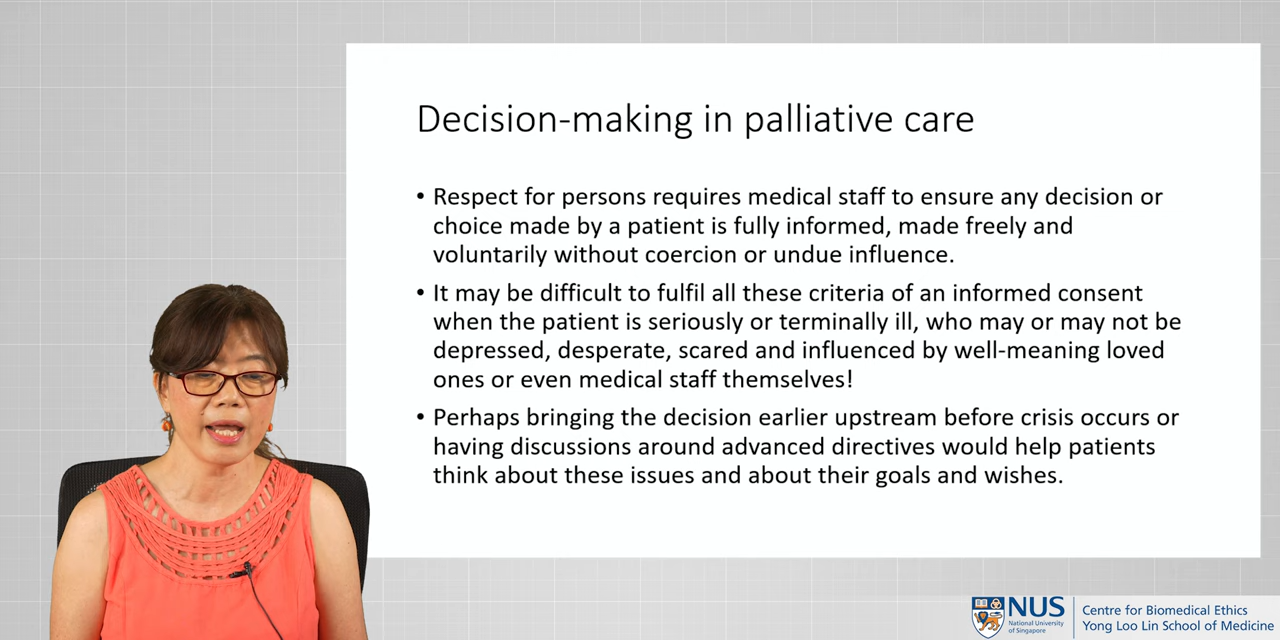 Decision-making in palliative care
• Respect for persons requires medical staff to ensure any decision or
choice made by a patient is fully informed, made freely and
voluntarily without coercion or undue influence.
• It may be difficult to fulfil all these criteria of an informed consent
when the patient is seriously or terminally ill, who may or may not be
depressed, desperate, scared and influenced by well-meaning loved
ones or even medical staff themselves!
• Perhaps bringing the decision earlier upstream before crisis occurs or
having discussions around advanced directives would help patients
think about these issues and about their goals and wishes.
NUS
National University
of Singapore
Centre for Biomedical Ethics
Yong Loo Lin School of Medicine